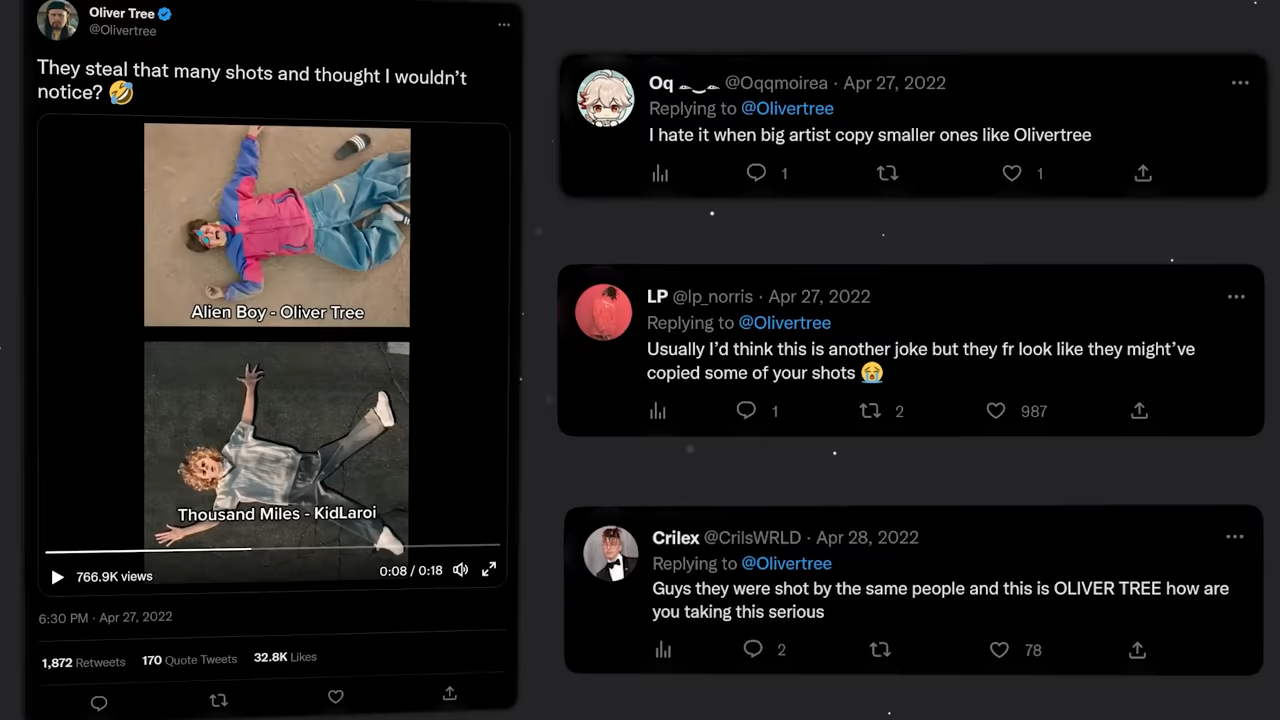 Oliver Tree
@Olivertree
They steal that many shots and thought I wouldn't
notice? 🤣
Alien Boy - Oliver Tree
Thousand Miles - KidLaroi
766.9K views
0:08 / 0:18
6:30 PM · Apr 27, 2022
1,872 Retweets 170 Quote Tweets 32.8K Likes
Oq @Oqqmoirea · Apr 27, 2022
Replying to @Olivertree
I hate it when big artist copy smaller ones like Olivertree
1 1
LP @lp_norris · Apr 27, 2022
Replying to @Olivertree
Usually I'd think this is another joke but they fr look like they might've
copied some of your shots 😭
1 2 987
Crilex @CrilsWRLD · Apr 28, 2022
Replying to @Olivertree
Guys they were shot by the same people and this is OLIVER TREE how are
you taking this serious
2 78